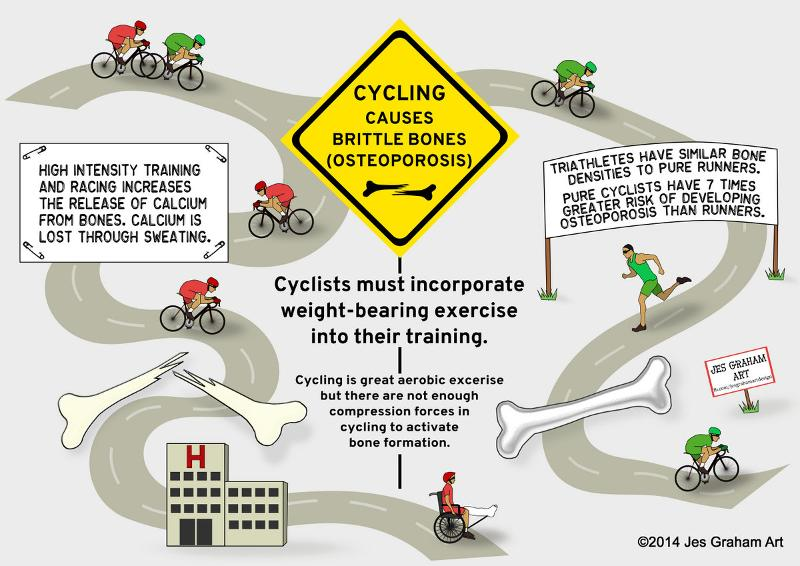 CYCLING
CAUSES
BRITTLE BONES
(OSTEOPOROSIS)
HIGH INTENSITY TRAINING
AND RACING INCREASES
THE RELEASE OF CALCIUM
FROM BONES. CALCIUM IS
LOST THROUGH SWEATING.
TRIATHLETES HAVE SIMILAR BONE
DENSITIES TO PURE RUNNERS.
PURE CYCLISTS HAVE 7 TIMES
GREATER RISK OF DEVELOPING
OSTEOPOROSIS THAN RUNNERS.
Cyclists must incorporate
weight-bearing exercise
into their training.
Cycling is great aerobic excerise
but there are not enough
compression forces in
cycling to activate
bone formation.
JES GRAHAM
ART
H
©2014 Jes Graham Art